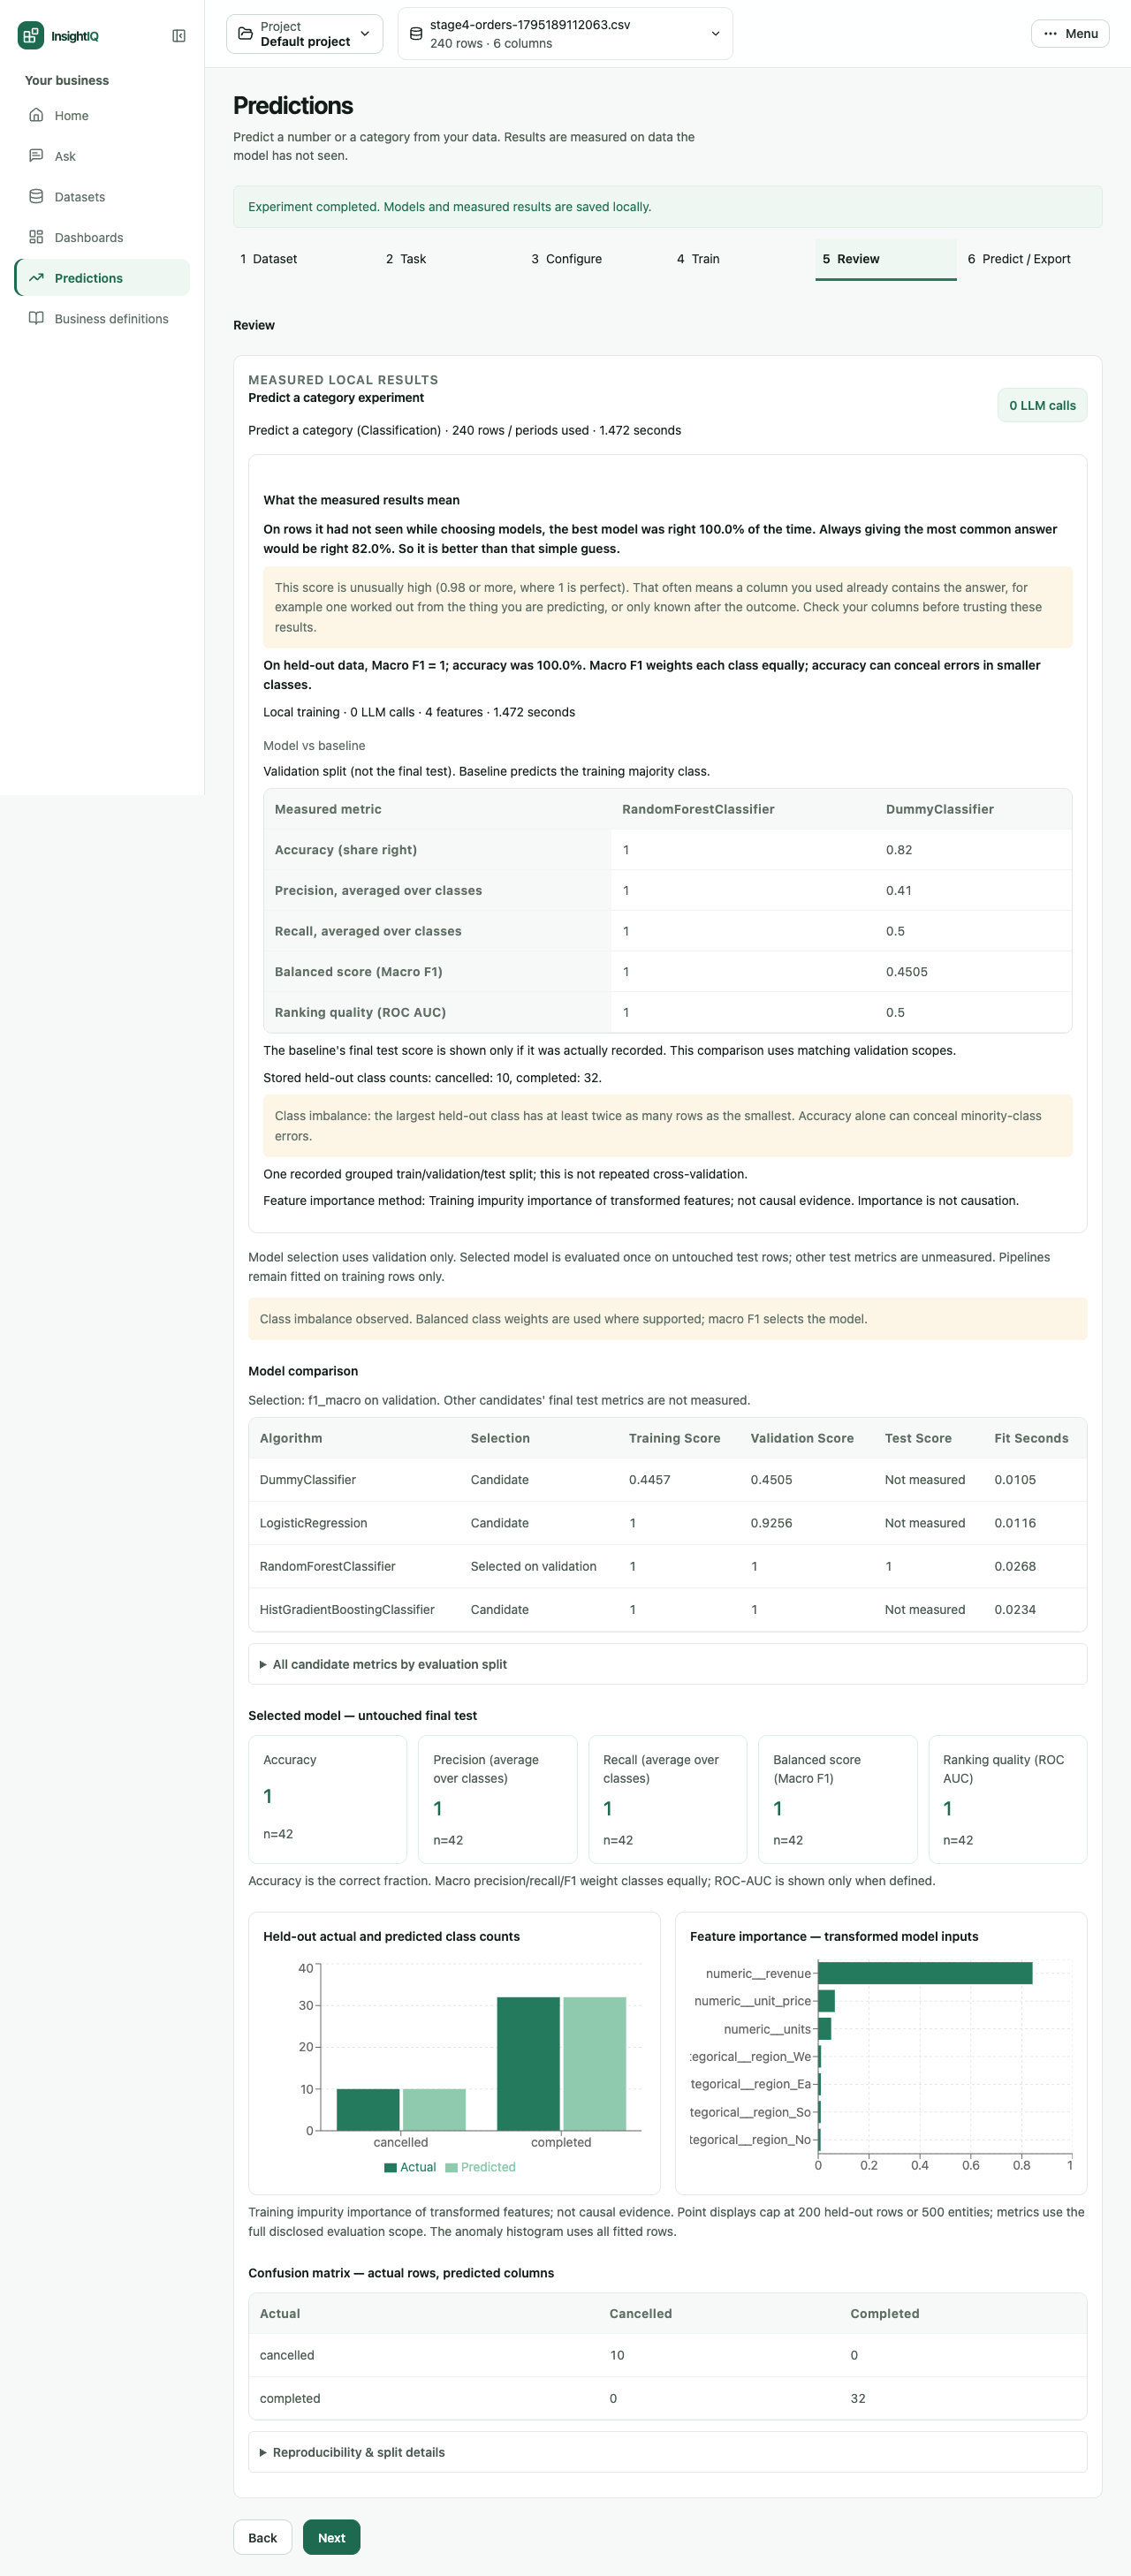 InsightIQ
Project
Default project
stage4-orders-1795189112063.csv
240 rows · 6 columns
Menu
Your business
Home
Ask
Datasets
Dashboards
Predictions
Business definitions
Predictions
Predict a number or a category from your data. Results are measured on data the
model has not seen.
Experiment completed. Models and measured results are saved locally.
1 Dataset
2 Task
3 Configure
4 Train
5 Review
6 Predict / Export
Review
MEASURED LOCAL RESULTS
Predict a category experiment
0 LLM calls
Predict a category (Classification) · 240 rows / periods used · 1.472 seconds
What the measured results mean
On rows it had not seen while choosing models, the best model was right 100.0% of the time. Always giving the most common answer
would be right 82.0%. So it is better than that simple guess.
This score is unusually high (0.98 or more, where 1 is perfect). That often means a column you used already contains the answer, for
example one worked out from the thing you are predicting, or only known after the outcome. Check your columns before trusting these
results.
On held-out data, Macro F1 = 1; accuracy was 100.0%. Macro F1 weights each class equally; accuracy can conceal errors in smaller
classes.
Local training · 0 LLM calls · 4 features · 1.472 seconds
Model vs baseline
Validation split (not the final test). Baseline predicts the training majority class.
Measured metric RandomForestClassifier DummyClassifier
Accuracy (share right) 1 0.82
Precision, averaged over classes 1 0.41
Recall, averaged over classes 1 0.5
Balanced score (Macro F1) 1 0.4505
Ranking quality (ROC AUC) 1 0.5
The baseline's final test score is shown only if it was actually recorded. This comparison uses matching validation scopes.
Stored held-out class counts: cancelled: 10, completed: 32.
Class imbalance: the largest held-out class has at least twice as many rows as the smallest. Accuracy alone can conceal minority-class
errors.
One recorded grouped train/validation/test split; this is not repeated cross-validation.
Feature importance method: Training impurity importance of transformed features; not causal evidence. Importance is not causation.
Model selection uses validation only. Selected model is evaluated once on untouched test rows; other test metrics are unmeasured. Pipelines
remain fitted on training rows only.
Class imbalance observed. Balanced class weights are used where supported; macro F1 selects the model.
Model comparison
Selection: f1_macro on validation. Other candidates' final test metrics are not measured.
Algorithm Selection Training Score Validation Score Test Score Fit Seconds
DummyClassifier Candidate 0.4457 0.4505 Not measured 0.0105
LogisticRegression Candidate 1 0.9256 Not measured 0.0116
RandomForestClassifier Selected on validation 1 1 1 0.0268
HistGradientBoostingClassifier Candidate 1 1 Not measured 0.0234
All candidate metrics by evaluation split
Selected model — untouched final test
Accuracy
1
n=42
Precision (average
over classes)
1
n=42
Recall (average over
classes)
1
n=42
Balanced score
(Macro F1)
1
n=42
Ranking quality (ROC
AUC)
1
n=42
Accuracy is the correct fraction. Macro precision/recall/F1 weight classes equally; ROC-AUC is shown only when defined.
Held-out actual and predicted class counts
40
30
20
10
0
cancelled completed
Actual Predicted
Feature importance — transformed model inputs
numeric__revenue
numeric__unit_price
numeric__units
tegorical__region_We
tegorical__region_Ea
tegorical__region_So
tegorical__region_No
0 0.2 0.4 0.6 0.8 1
Training impurity importance of transformed features; not causal evidence. Point displays cap at 200 held-out rows or 500 entities; metrics use the
full disclosed evaluation scope. The anomaly histogram uses all fitted rows.
Confusion matrix — actual rows, predicted columns
Actual Cancelled Completed
cancelled 10 0
completed 0 32
Reproducibility & split details
Back
Next